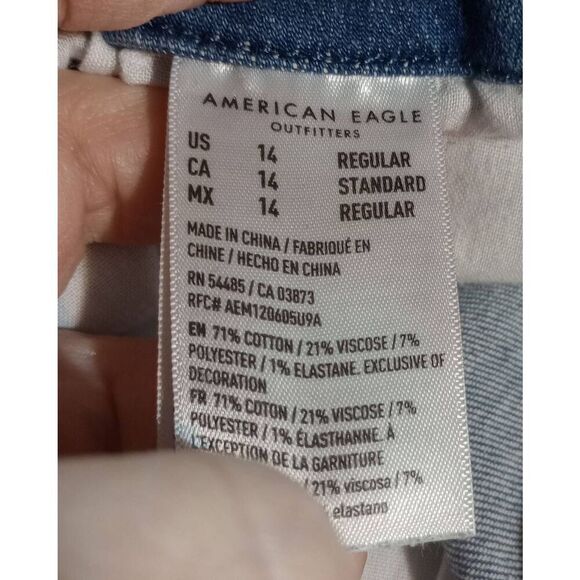 AMERICAN EAGLE
OUTFITTERS
US 14 REGULAR
CA 14 STANDARD
MX 14 REGULAR
MADE IN CHINA / FABRIQUÉ EN
CHINE / HECHO EN CHINA
RN 54485 / CA 03873
RFC# AEM120605U9A
EN 71% COTTON / 21% VISCOSE / 7%
POLYESTER / 1% ELASTANE. EXCLUSIVE OF
DECORATION
FR 71% COTON / 21% VISCOSE / 7%
POLYESTER / 1% ÉLASTHANNE. À
L'EXCEPTION DE LA GARNITURE
/ 21% viscosa / 7%
elastano